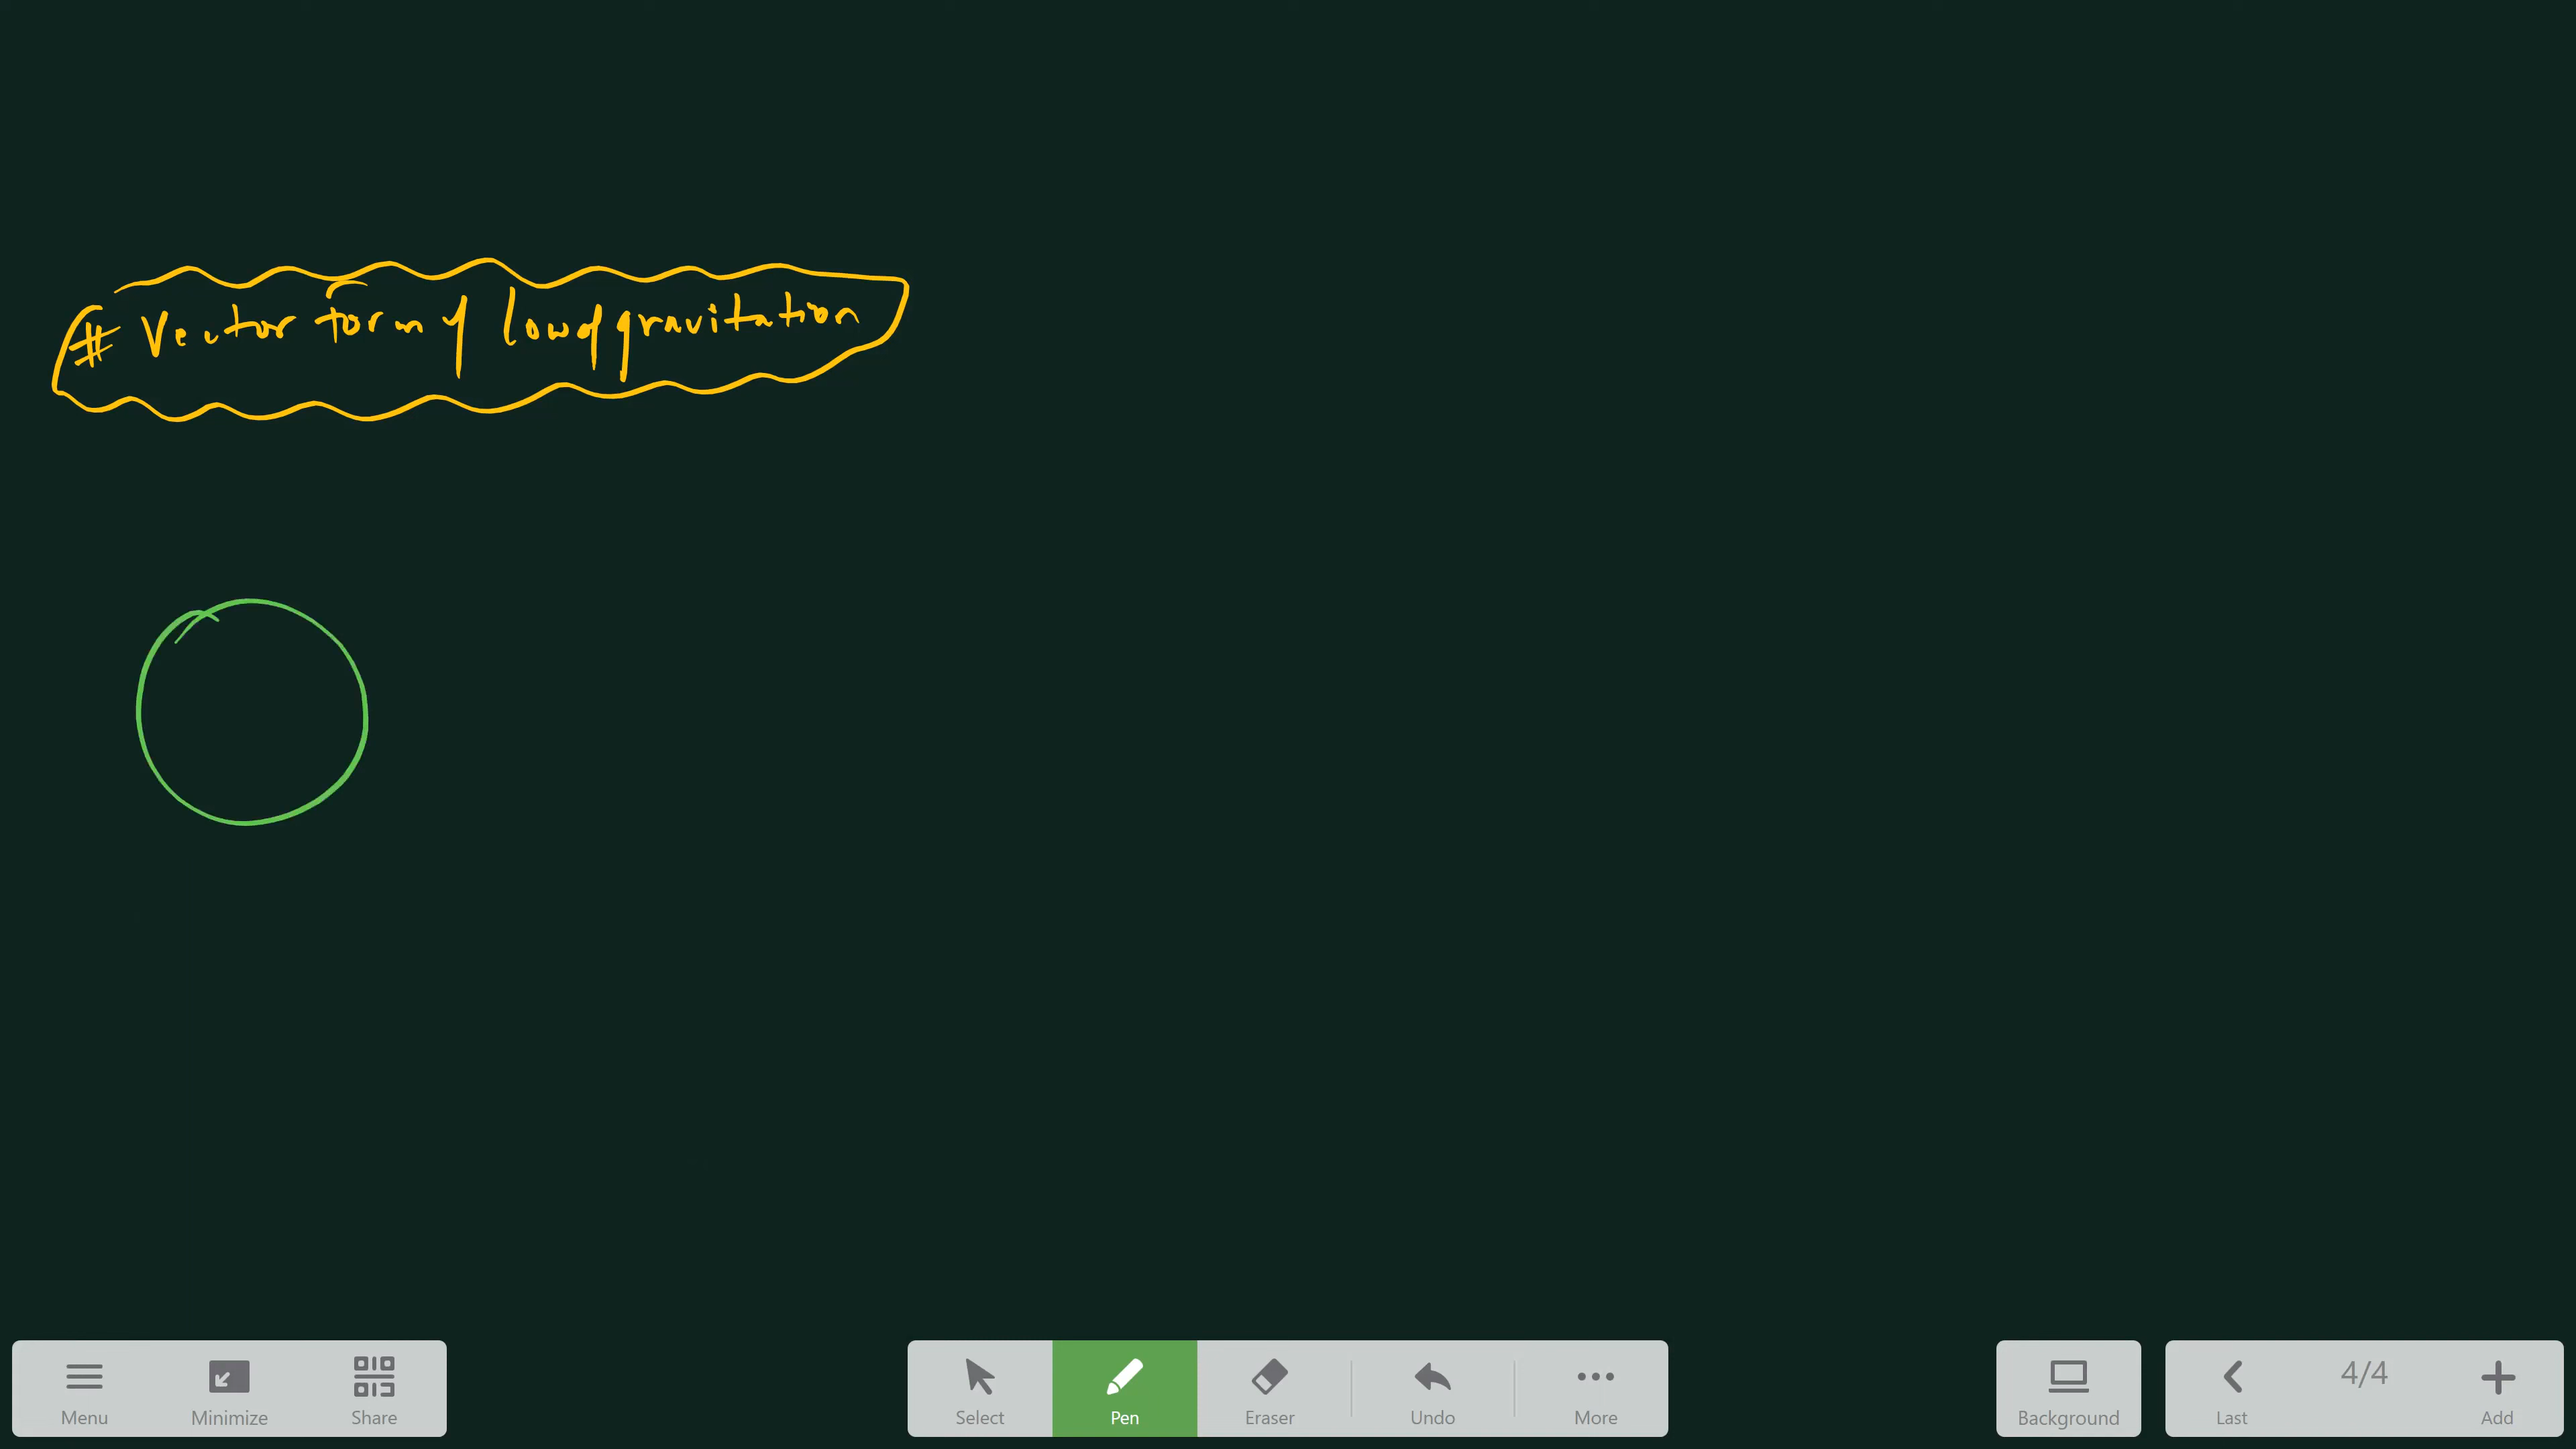 # Vector form of law of gravitation
Menu
Minimize
Share
Select
Pen
Eraser
Undo
More
Background
Last
4/4
Add